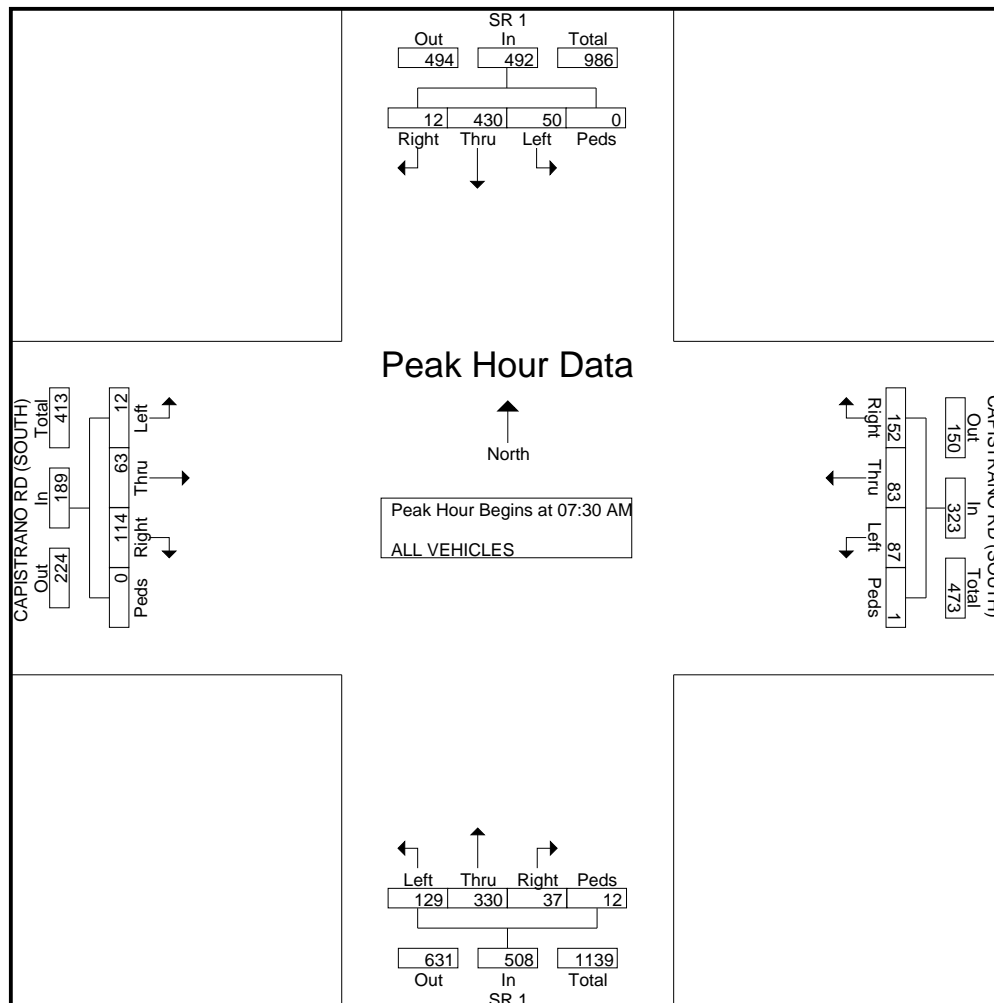 SR 1
Out In Total
494 492 986
12 430 50 0
Right Thru Left Peds
Peak Hour Data
North
Peak Hour Begins at 07:30 AM
ALL VEHICLES
CAPISTRANO RD (SOUTH)
Out In Total
224 189 413
0 114 63 12
Peds Right Thru Left
CAPISTRANO RD (SOUTH)
Out In Total
150 323 473
152 83 87 1
Right Thru Left Peds
Left Thru Right Peds
129 330 37 12
631 508 1139
Out In Total
SR 1